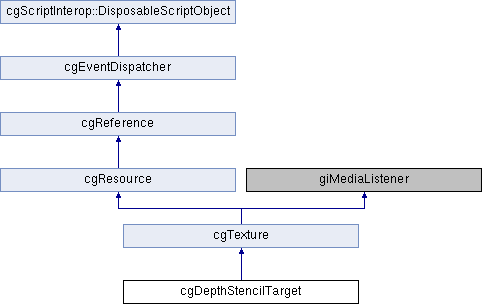 cgScriptInterop::DisposableScriptObject
cgEventDispatcher
cgReference
cgResource
giMediaListener
cgTexture
cgDepthStencilTarget